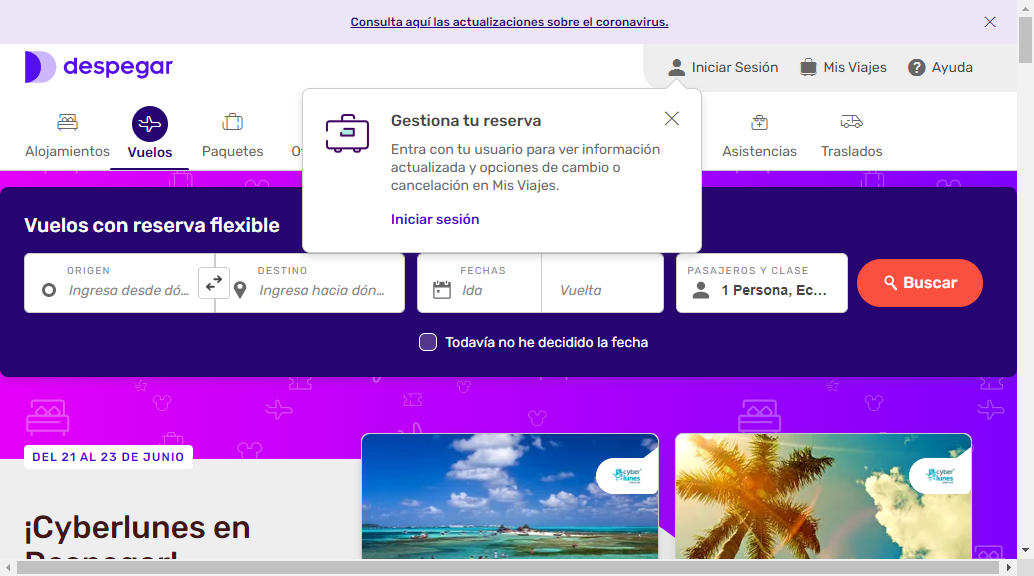 Consulta aquí las actualizaciones sobre el coronavirus.
despegar
Iniciar Sesión
Mis Viajes
Ayuda
Alojamientos
Vuelos
Paquetes
Asistencias
Traslados
Gestiona tu reserva
Entra con tu usuario para ver información
actualizada y opciones de cambio o
cancelación en Mis Viajes.
Iniciar sesión
Vuelos con reserva flexible
ORIGEN
Ingresa desde dó...
DESTINO
Ingresa hacia dón...
FECHAS
Ida
Vuelta
PASAJEROS Y CLASE
1 Persona, Ec...
Buscar
Todavía no he decidido la fecha
DEL 21 AL 23 DE JUNIO
cyber
lunes
cyber
lunes
¡Cyberlunes en
Despegar!